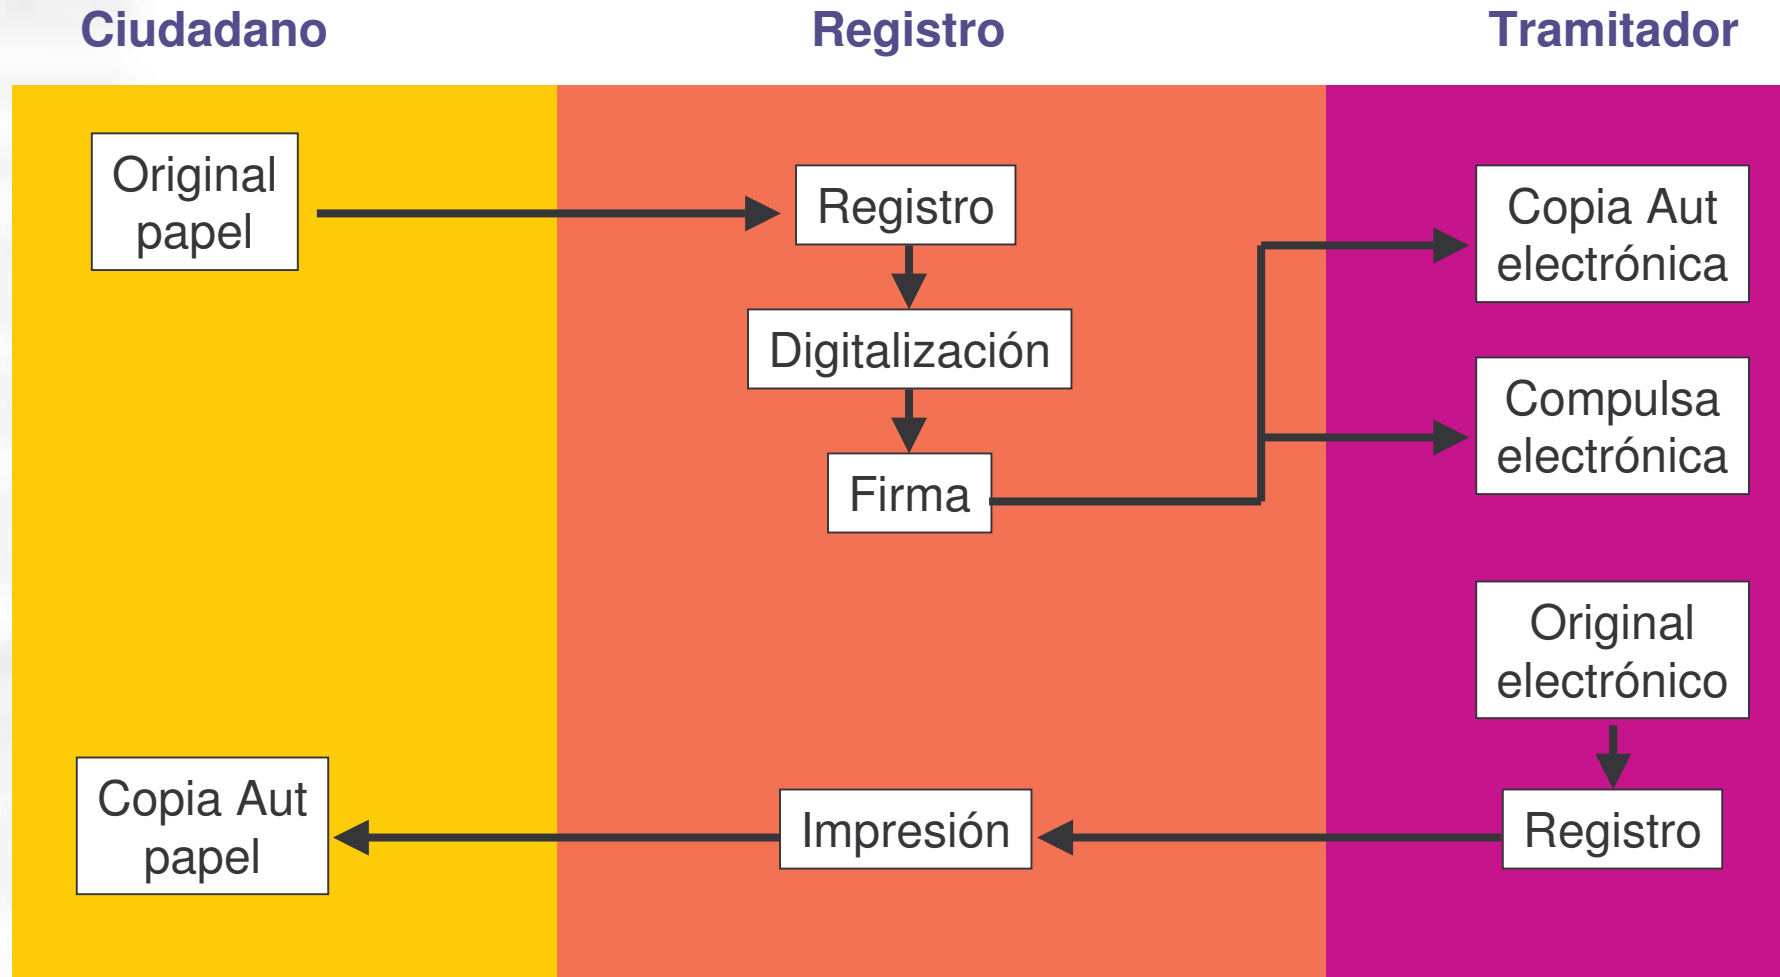 Ciudadano
Registro
Tramitador
Original
papel
Registro
Digitalización
Firma
Copia Aut
electrónica
Compulsa
electrónica
Original
electrónico
Registro
Impresión
Copia Aut
papel